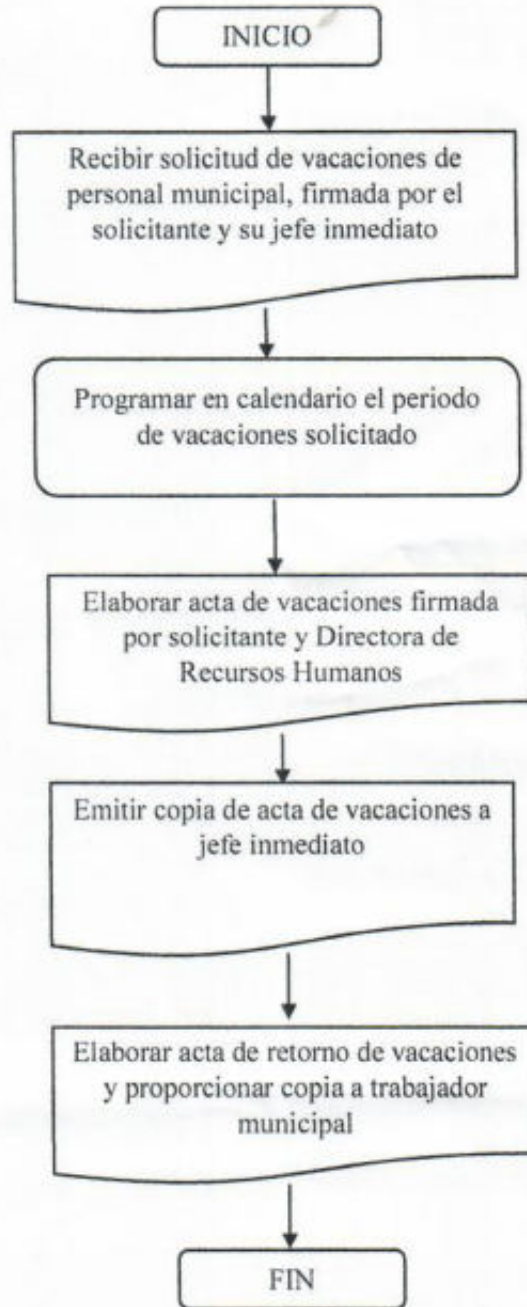 INICIO
Recibir solicitud de vacaciones de
personal municipal, firmada por el
solicitante y su jefe inmediato
Programar en calendario el periodo
de vacaciones solicitado
Elaborar acta de vacaciones firmada
por solicitante y Directora de
Recursos Humanos
Emitir copia de acta de vacaciones a
jefe inmediato
Elaborar acta de retorno de vacaciones
y proporcionar copia a trabajador
municipal
FIN